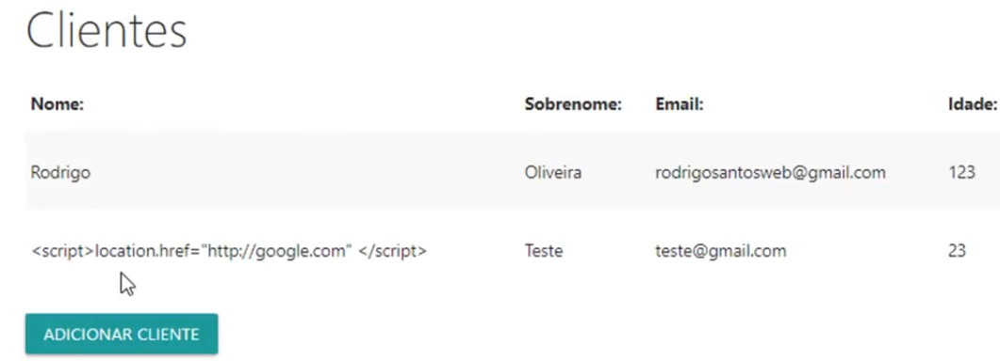 Clientes
Nome: Sobrenome: Email: Idade:
Rodrigo Oliveira rodrigosantosweb@gmail.com 123
<script>location.href="http://google.com" </script> Teste teste@gmail.com 23
ADICIONAR CLIENTE